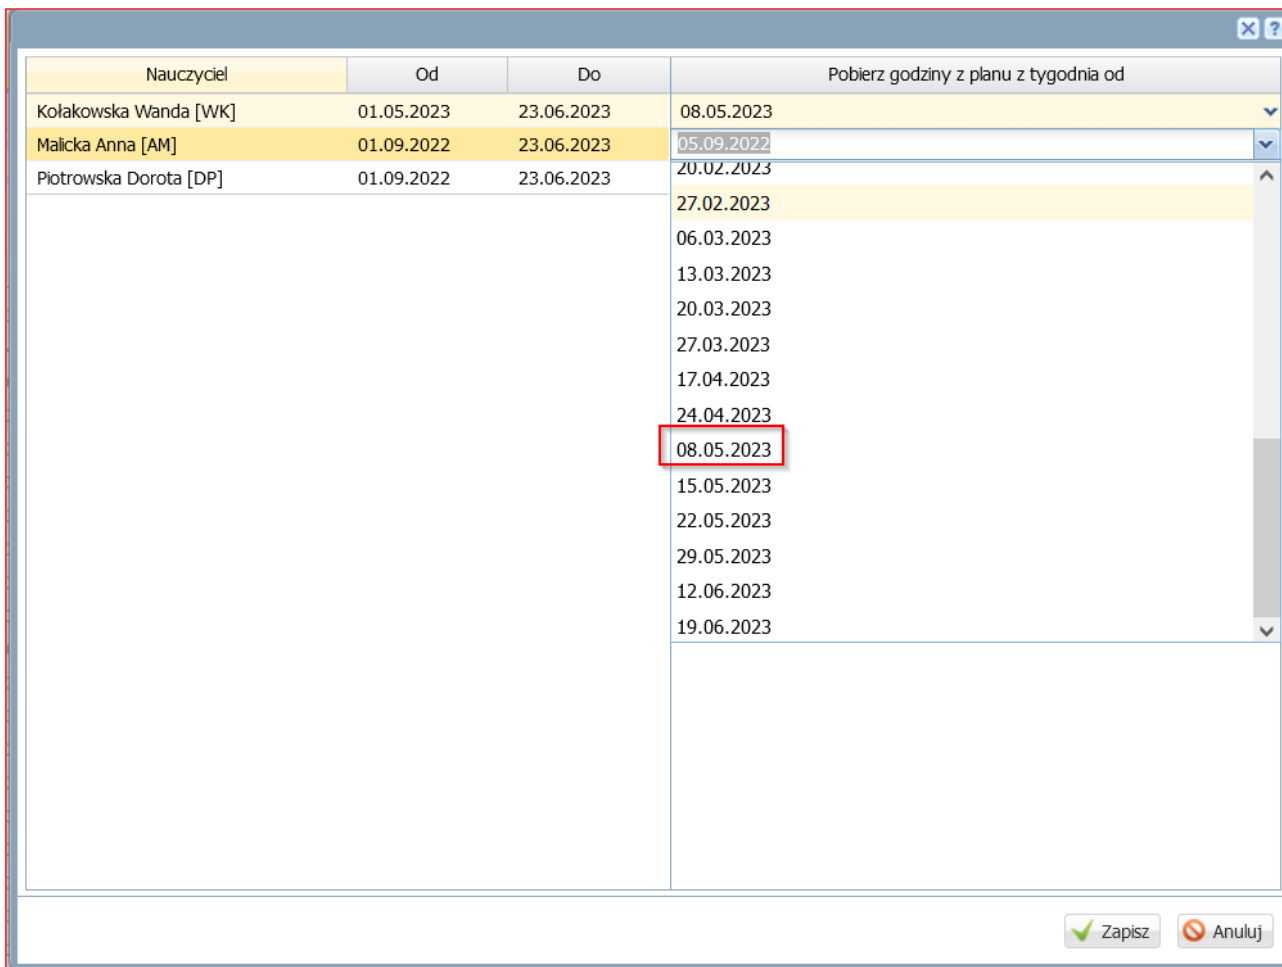 Nauczyciel Od Do Pobierz godziny z planu z tygodnia od
Kołakowska Wanda [WK] 01.05.2023 23.06.2023 08.05.2023
Malicka Anna [AM] 01.09.2022 23.06.2023 05.09.2022
Piotrowska Dorota [DP] 01.09.2022 23.06.2023
20.02.2023
27.02.2023
06.03.2023
13.03.2023
20.03.2023
27.03.2023
17.04.2023
24.04.2023
08.05.2023
15.05.2023
22.05.2023
29.05.2023
12.06.2023
19.06.2023
Zapisz Anuluj